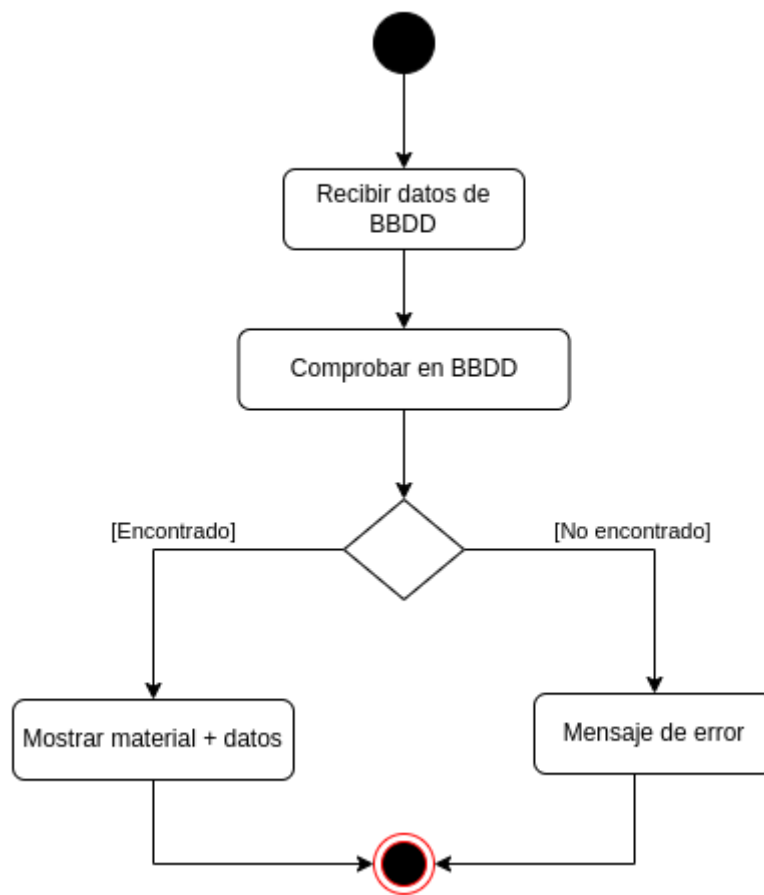 Recibir datos de
BBDD
Comprobar en BBDD
[Encontrado]
[No encontrado]
Mostrar material + datos
Mensaje de error